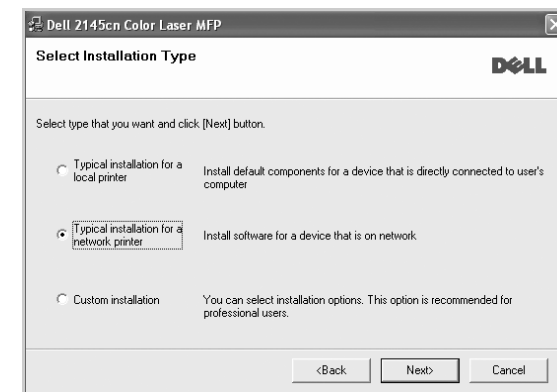 Dell 2145cn Color Laser MFP
Select Installation Type
DELL
Select type that you want and click [Next] button.
Typical installation for a
local printer
Install default components for a device that is directly connected to user's
computer
Typical installation for a
network printer
Install software for a device that is on network
Custom installation
You can select installation options. This option is recommended for
professional users.
<Back
Next>
Cancel